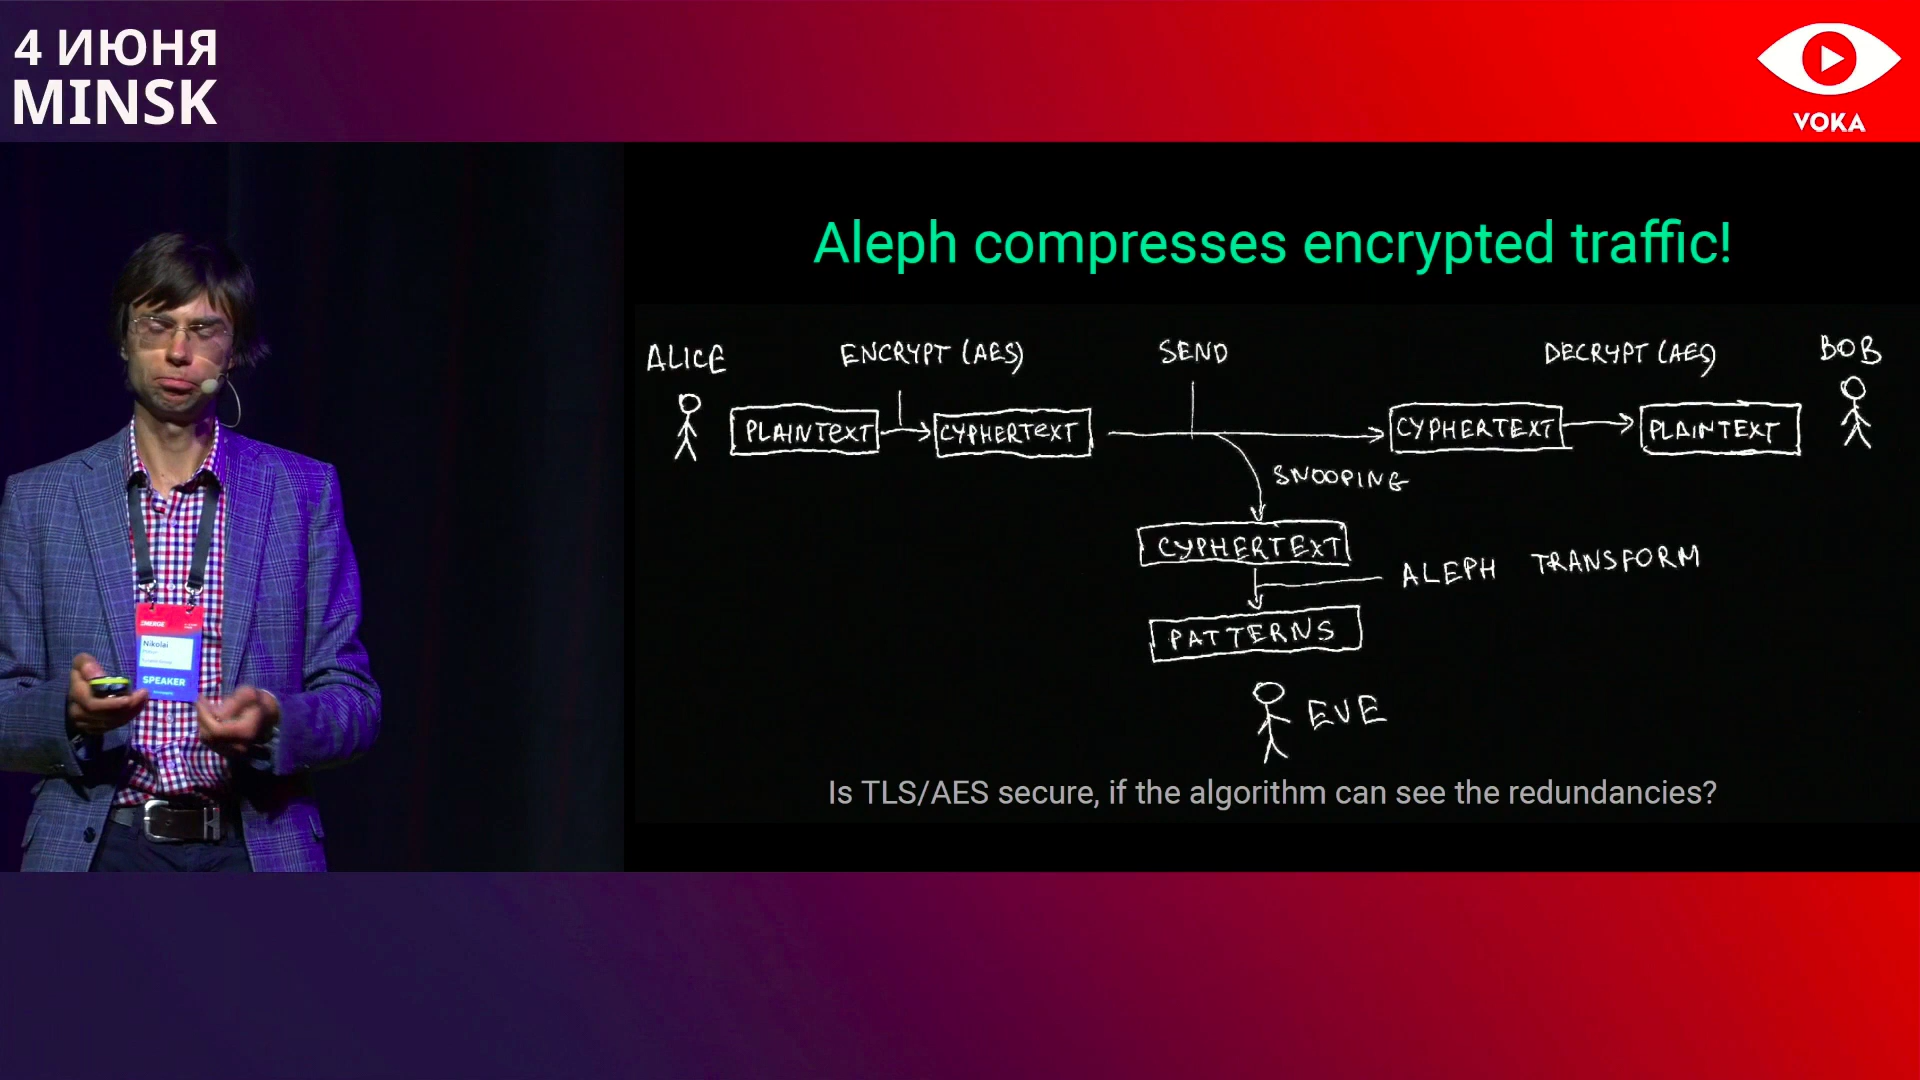 4 ИЮНЯ
MINSK
VOKA
Aleph compresses encrypted traffic!
ALICE
ENCRYPT (AES)
SEND
DECRYPT (AES)
BOB
PLAINTEXT
CYPHERTEXT
CYPHERTEXT
PLAINTEXT
SNOOPING
CYPHERTEXT
ALEPH TRANSFORM
PATTERNS
EVE
Is TLS/AES secure, if the algorithm can see the redundancies?
EMERGE
Nikolai
SPEAKER